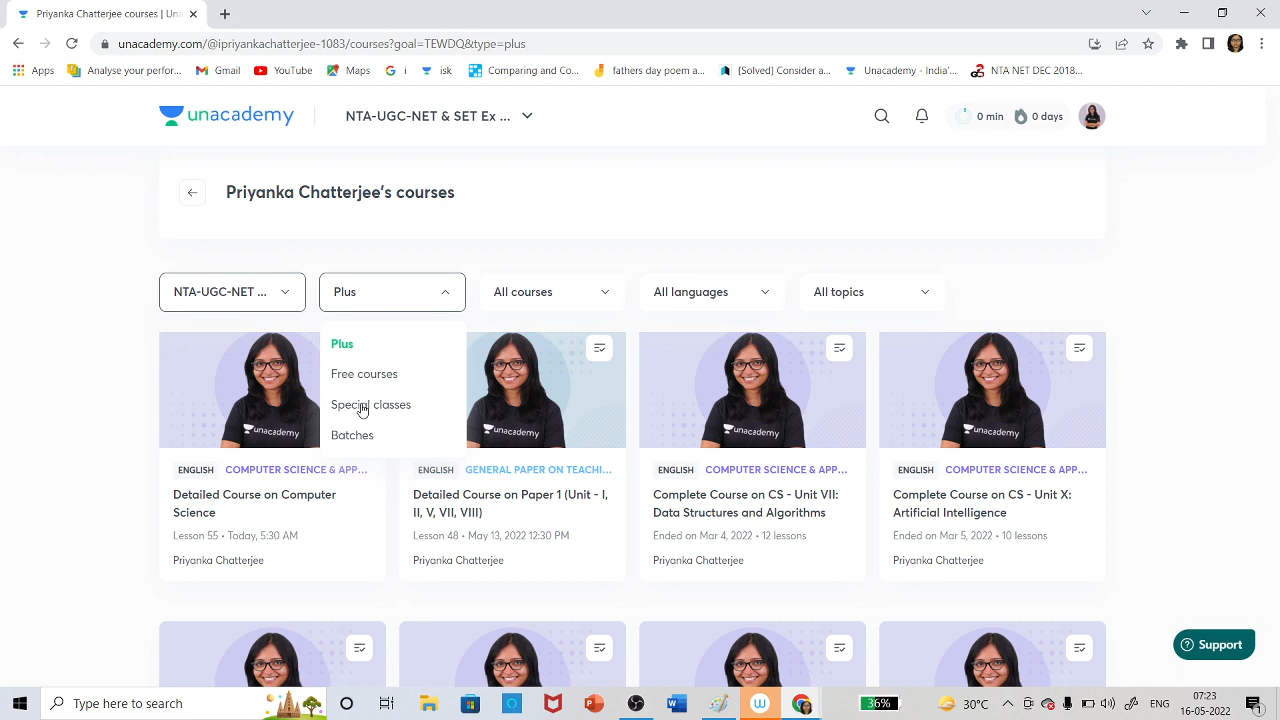 Priyanka Chatterjee's courses | Un
unacademy.com/@ipriyankachatterjee-1083/courses?goal=TEWDQ&type=plus
Apps Analyse your perfor... Gmail YouTube Maps i isk Comparing and Co... fathers day poem a... [Solved] Consider a... Unacademy - India'... NTA NET DEC 2018...
unacademy NTA-UGC-NET & SET Ex ... 0 min 0 days
Priyanka Chatterjee's courses
NTA-UGC-NET ... Plus All courses All languages All topics
Plus
Free courses
Special classes
Batches
unacademy unacademy unacademy unacademy
ENGLISH COMPUTER SCIENCE & APP... ENGLISH GENERAL PAPER ON TEACHI... ENGLISH COMPUTER SCIENCE & APP... ENGLISH COMPUTER SCIENCE & APP...
Detailed Course on Computer Science
Lesson 55 • Today, 5:30 AM
Priyanka Chatterjee
Detailed Course on Paper 1 (Unit - I, II, V, VII, VIII)
Lesson 48 • May 13, 2022 12:30 PM
Priyanka Chatterjee
Complete Course on CS - Unit VII: Data Structures and Algorithms
Ended on Mar 4, 2022 • 12 lessons
Priyanka Chatterjee
Complete Course on CS - Unit X: Artificial Intelligence
Ended on Mar 5, 2022 • 10 lessons
Priyanka Chatterjee
Support
Type here to search 36% 30°C ENG 07:23
16-05-2022 1